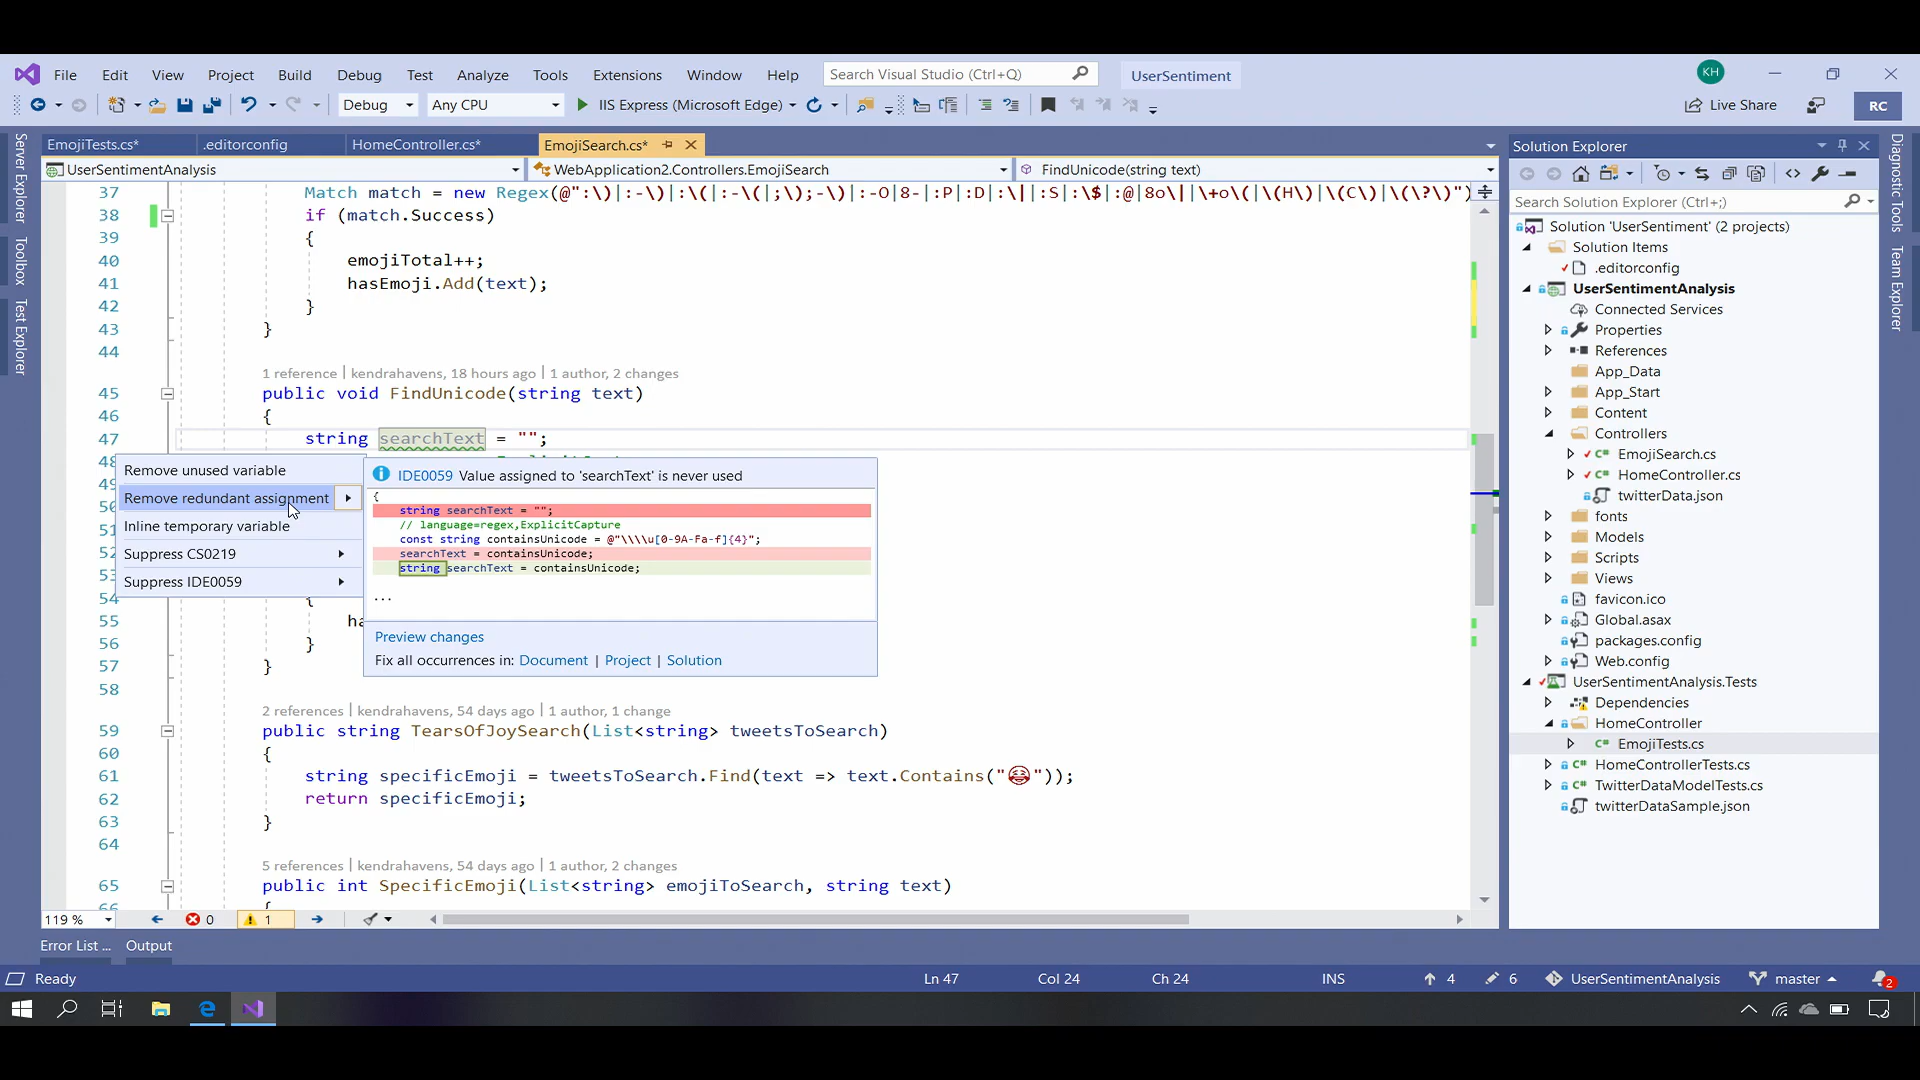 File Edit View Project Build Debug Test Analyze Tools Extensions Window Help Search Visual Studio (Ctrl+Q) UserSentiment KH
Debug Any CPU IIS Express (Microsoft Edge) Live Share RC
Server Explorer
Toolbox
Test Explorer
EmojiTests.cs* .editorconfig HomeController.cs* EmojiSearch.cs*
UserSentimentAnalysis WebApplication2.Controllers.EmojiSearch FindUnicode(string text)
37 Match match = new Regex(@":\)|:-\)|:\(|:-\(|;\);-\)|:-O|8-|:P|:D|:\||:S|:\$|:@|8o\||\+o\(|\(H\)|\(C\)|\(\?\)")
38 if (match.Success)
39 {
40 emojiTotal++;
41 hasEmoji.Add(text);
42 }
43 }
44
1 reference | kendrahavens, 18 hours ago | 1 author, 2 changes
45 public void FindUnicode(string text)
46 {
47 string searchText = "";
48
Remove unused variable
Remove redundant assignment
Inline temporary variable
Suppress CS0219
Suppress IDE0059
IDE0059 Value assigned to 'searchText' is never used
{
string searchText = "";
// language=regex,ExplicitCapture
const string containsUnicode = @"\\\\u[0-9A-Fa-f]{4}";
searchText = containsUnicode;
string searchText = containsUnicode;
...
Preview changes
Fix all occurrences in: Document | Project | Solution
54 {
55 ha
56 }
57 }
58
2 references | kendrahavens, 54 days ago | 1 author, 1 change
59 public string TearsOfJoySearch(List<string> tweetsToSearch)
60 {
61 string specificEmoji = tweetsToSearch.Find(text => text.Contains("😂"));
62 return specificEmoji;
63 }
64
5 references | kendrahavens, 54 days ago | 1 author, 2 changes
65 public int SpecificEmoji(List<string> emojiToSearch, string text)
66 {
119 % 0 1
Error List ... Output
Solution Explorer
Search Solution Explorer (Ctrl+;)
Solution 'UserSentiment' (2 projects)
Solution Items
.editorconfig
UserSentimentAnalysis
Connected Services
Properties
References
App_Data
App_Start
Content
Controllers
EmojiSearch.cs
HomeController.cs
twitterData.json
fonts
Models
Scripts
Views
favicon.ico
Global.asax
packages.config
Web.config
UserSentimentAnalysis.Tests
Dependencies
HomeController
EmojiTests.cs
HomeControllerTests.cs
TwitterDataModelTests.cs
twitterDataSample.json
Diagnostic Tools
Team Explorer
Ready Ln 47 Col 24 Ch 24 INS 4 6 UserSentimentAnalysis master 2